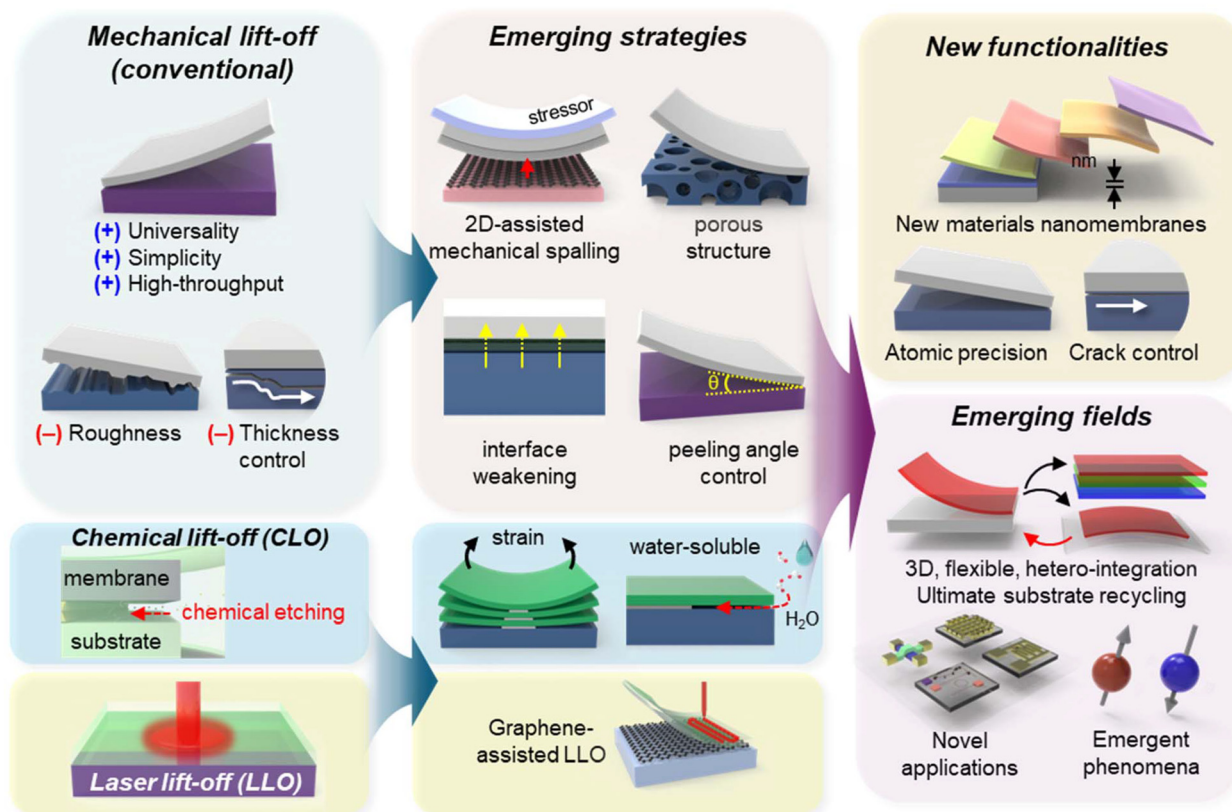 Mechanical lift-off
(conventional)
(+) Universality
(+) Simplicity
(+) High-throughput
(–) Roughness
(–) Thickness
control
Emerging strategies
stressor
2D-assisted
mechanical spalling
porous
structure
interface
weakening
θ
peeling angle
control
New functionalities
nm
New materials nanomembranes
Atomic precision
Crack control
Chemical lift-off (CLO)
membrane
chemical etching
substrate
strain
water-soluble
H₂O
Laser lift-off (LLO)
Graphene-
assisted LLO
Emerging fields
3D, flexible, hetero-integration
Ultimate substrate recycling
Novel
applications
Emergent
phenomena